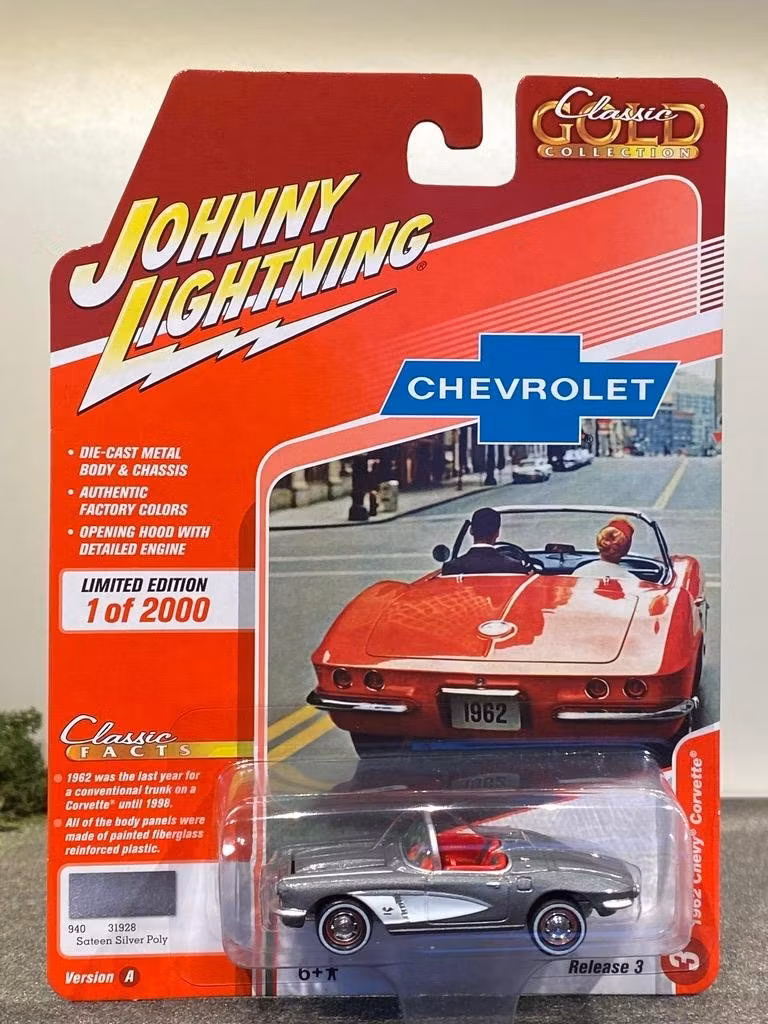 Classic
GOLD
COLLECTION
JOHNNY
LIGHTNING®
CHEVROLET
• DIE-CAST METAL
BODY & CHASSIS
• AUTHENTIC
FACTORY COLORS
• OPENING HOOD WITH
DETAILED ENGINE
LIMITED EDITION
1 of 2000
1962
Classic
FACTS
• 1962 was the last year for
a conventional trunk on a
Corvette® until 1998.
• All of the body panels were
made of painted fiberglass
reinforced plastic.
940 31928
Sateen Silver Poly
Version A
6+
Release 3
3
1962 Chevy® Corvette®